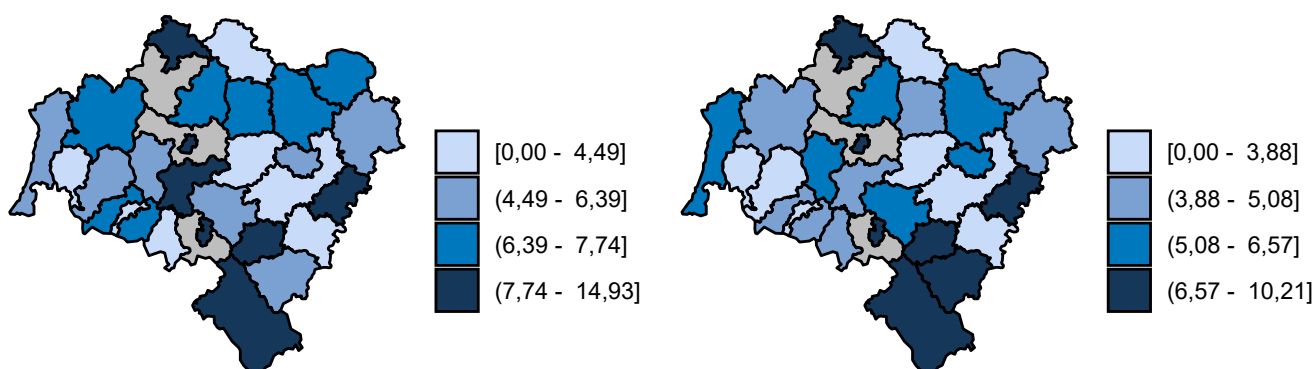 [0,00 - 4,49]
(4,49 - 6,39]
(6,39 - 7,74]
(7,74 - 14,93]
[0,00 - 3,88]
(3,88 - 5,08]
(5,08 - 6,57]
(6,57 - 10,21]